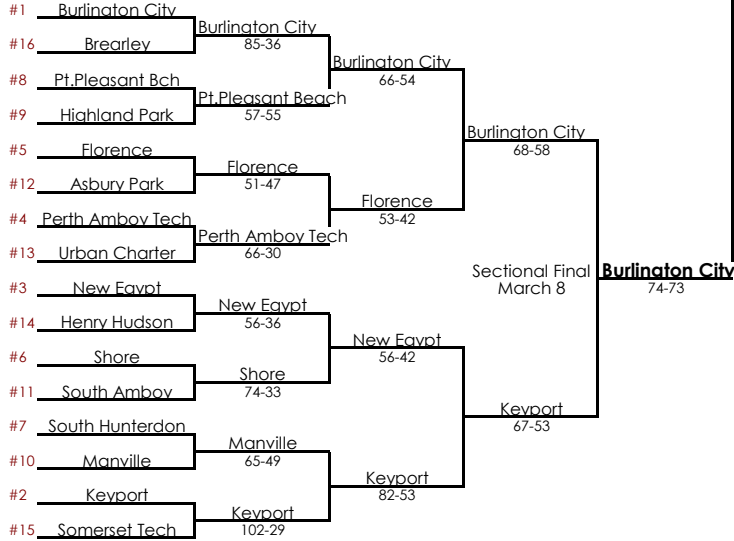 #1 Burlington City
Burlington City
#16 Brearley
85-36
Burlington City
66-54
#8 Pt.Pleasant Bch
Pt.Pleasant Beach
#9 Highland Park
57-55
Burlington City
68-58
#5 Florence
Florence
#12 Asbury Park
51-47
Florence
53-42
#4 Perth Amboy Tech
Perth Amboy Tech
#13 Urban Charter
66-30
Sectional Final
March 8
Burlington City
74-73
#3 New Egypt
New Egypt
#14 Henry Hudson
56-36
New Egypt
56-42
#6 Shore
Shore
#11 South Amboy
74-33
Keyport
67-53
#7 South Hunterdon
Manville
#10 Manville
65-49
Keyport
82-53
#2 Keyport
Keyport
#15 Somerset Tech
102-29